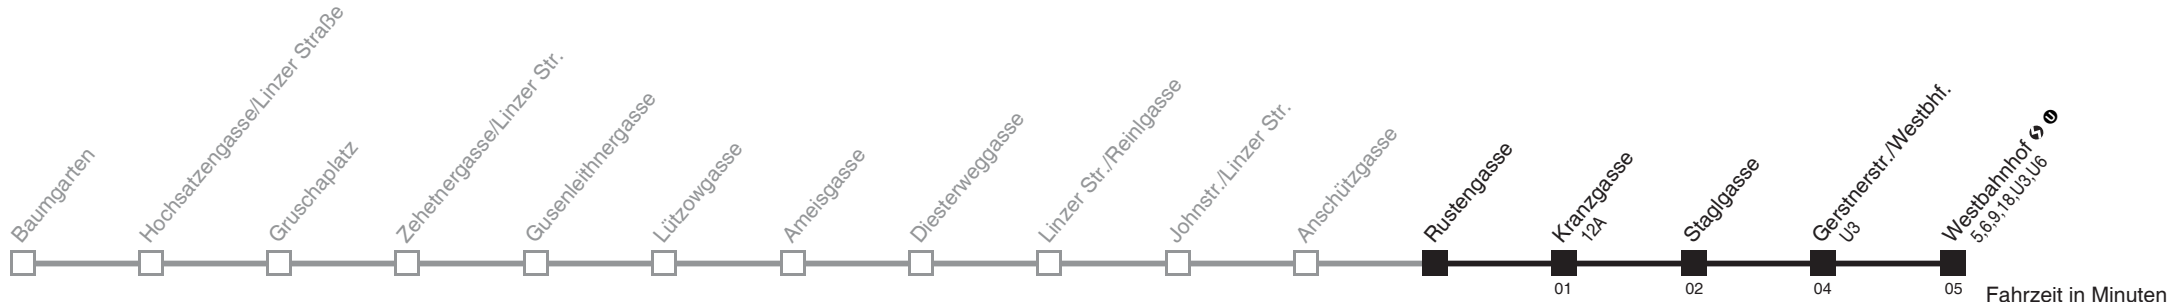 Baumgarten
Hochsatzengasse/Linzer Straße
Gruschaplatz
Zehetnergasse/Linzer Str.
Gusenleithnergasse
Lützowgasse
Ameisgasse
Diesterweggasse
Linzer Str./Reinlgasse
Johnstr./Linzer Str.
Anschützgasse
Rustengasse
Kranzgasse
12A
Staglgasse
Gerstnerstr./Westbhf.
U3
Westbahnhof S U
5,6,9,18,U3,U6
01
02
04
05
Fahrzeit in Minuten